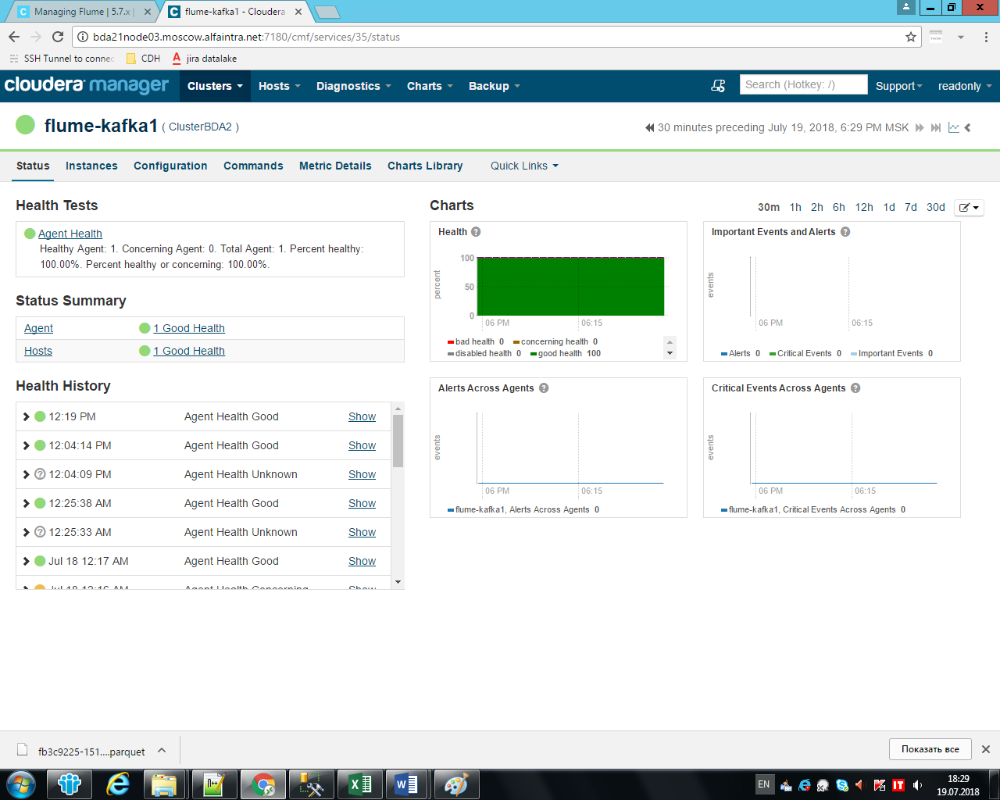 Managing Flume | 5.7.x |
flume-kafka1 - Cloudera
bda21node03.moscow.alfaintra.net:7180/cmf/services/35/status
SSH Tunnel to connec
CDH
jira datalake
cloudera manager
Clusters
Hosts
Diagnostics
Charts
Backup
Search (Hotkey: /)
Support
readonly
flume-kafka1 ( ClusterBDA2 )
30 minutes preceding July 19, 2018, 6:29 PM MSK
Status
Instances
Configuration
Commands
Metric Details
Charts Library
Quick Links
Health Tests
Agent Health
Healthy Agent: 1. Concerning Agent: 0. Total Agent: 1. Percent healthy:
100.00%. Percent healthy or concerning: 100.00%.
Status Summary
Agent
1 Good Health
Hosts
1 Good Health
Health History
12:19 PM Agent Health Good Show
12:04:14 PM Agent Health Good Show
12:04:09 PM Agent Health Unknown Show
12:25:38 AM Agent Health Good Show
12:25:33 AM Agent Health Unknown Show
Jul 18 12:17 AM Agent Health Good Show
Jul 18 12:16 AM Agent Health Concerning Show
Charts
30m 1h 2h 6h 12h 1d 7d 30d
Health
percent
100
50
0
06 PM
06:15
bad health 0 concerning health 0
disabled health 0 good health 100
Important Events and Alerts
events
06 PM
06:15
Alerts 0 Critical Events 0 Important Events 0
Alerts Across Agents
events
06 PM
06:15
flume-kafka1, Alerts Across Agents 0
Critical Events Across Agents
events
06 PM
06:15
flume-kafka1, Critical Events Across Agents 0
fb3c9225-151....parquet
Показать все
EN
18:29
19.07.2018